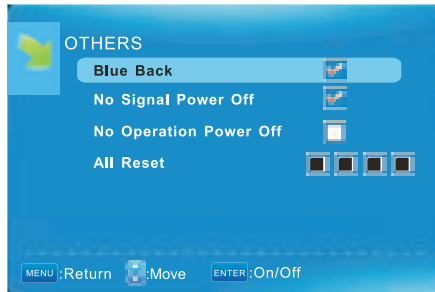 OTHERS
Blue Back
No Signal Power Off
No Operation Power Off
All Reset
MENU :Return :Move ENTER :On/Off